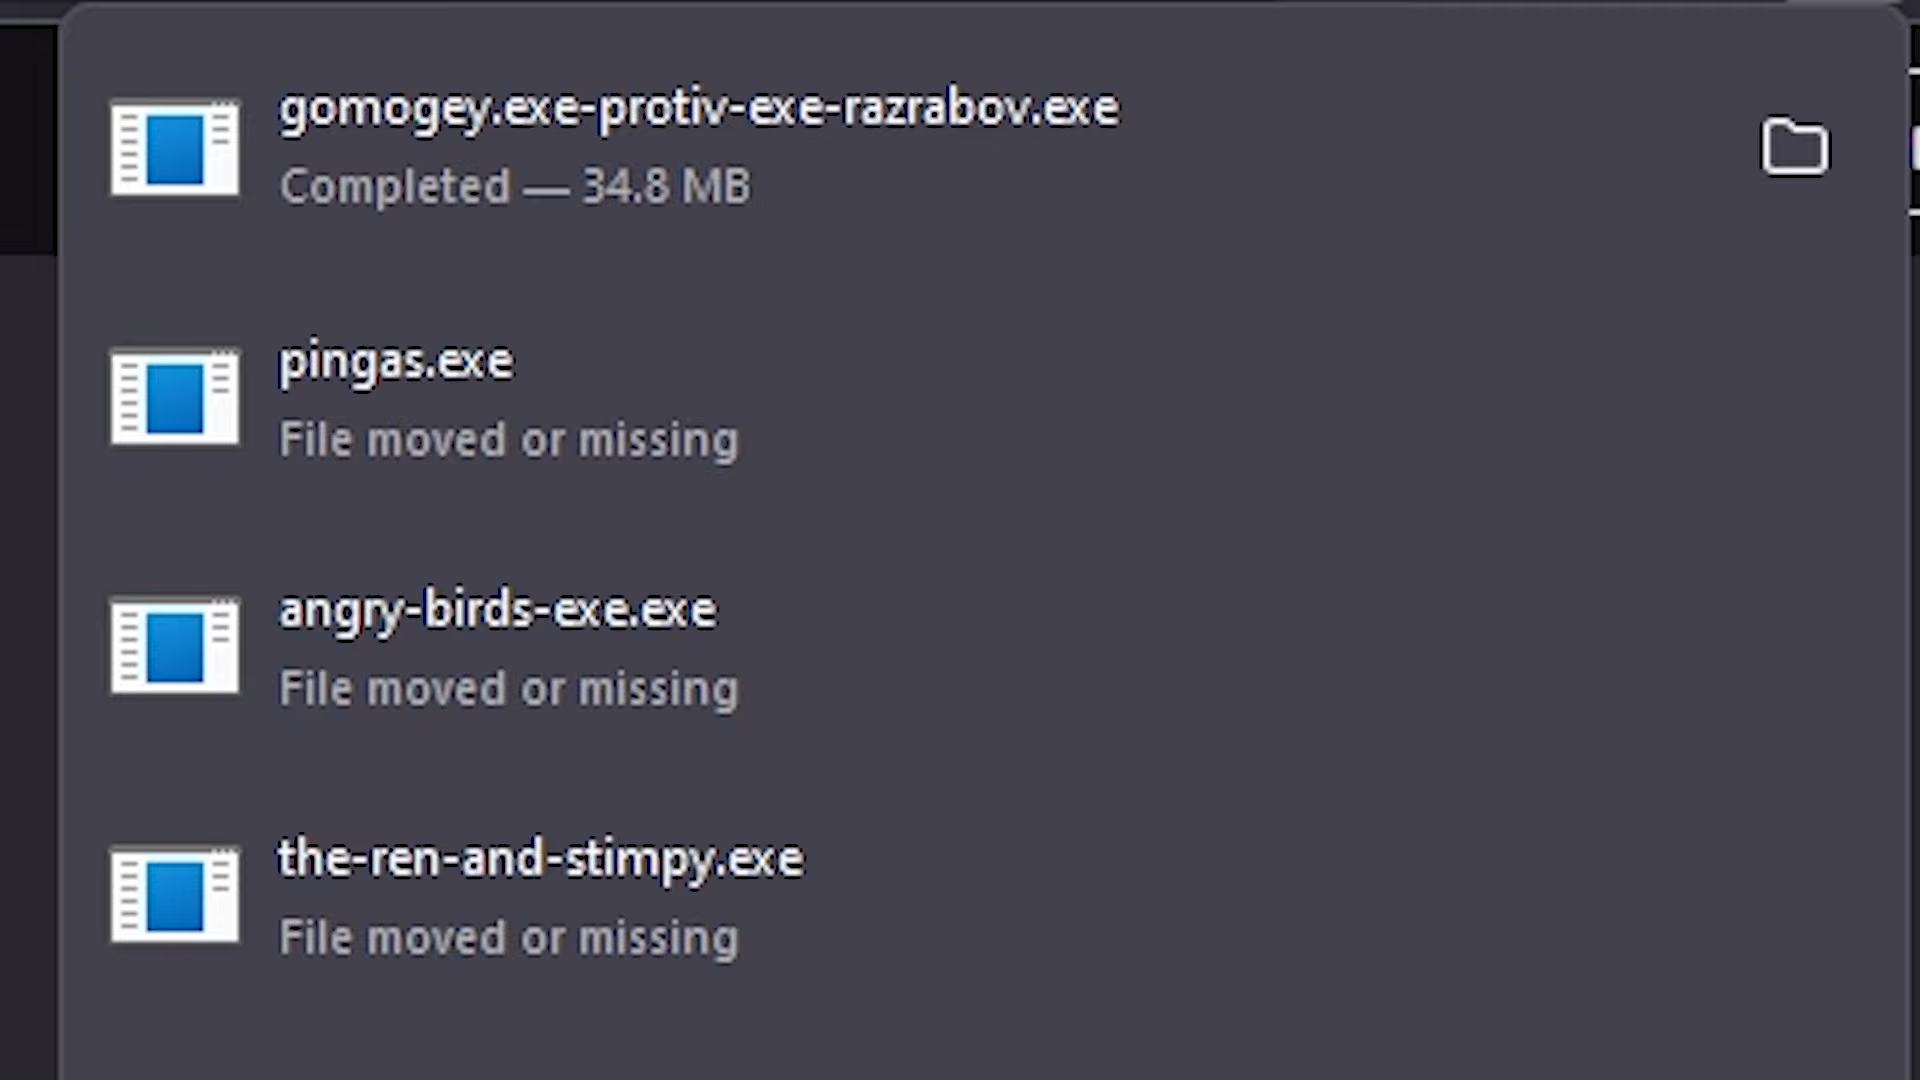 gomogey.exe-protiv-exe-razrabov.exe
Completed — 34.8 MB
pingas.exe
File moved or missing
angry-birds-exe.exe
File moved or missing
the-ren-and-stimpy.exe
File moved or missing